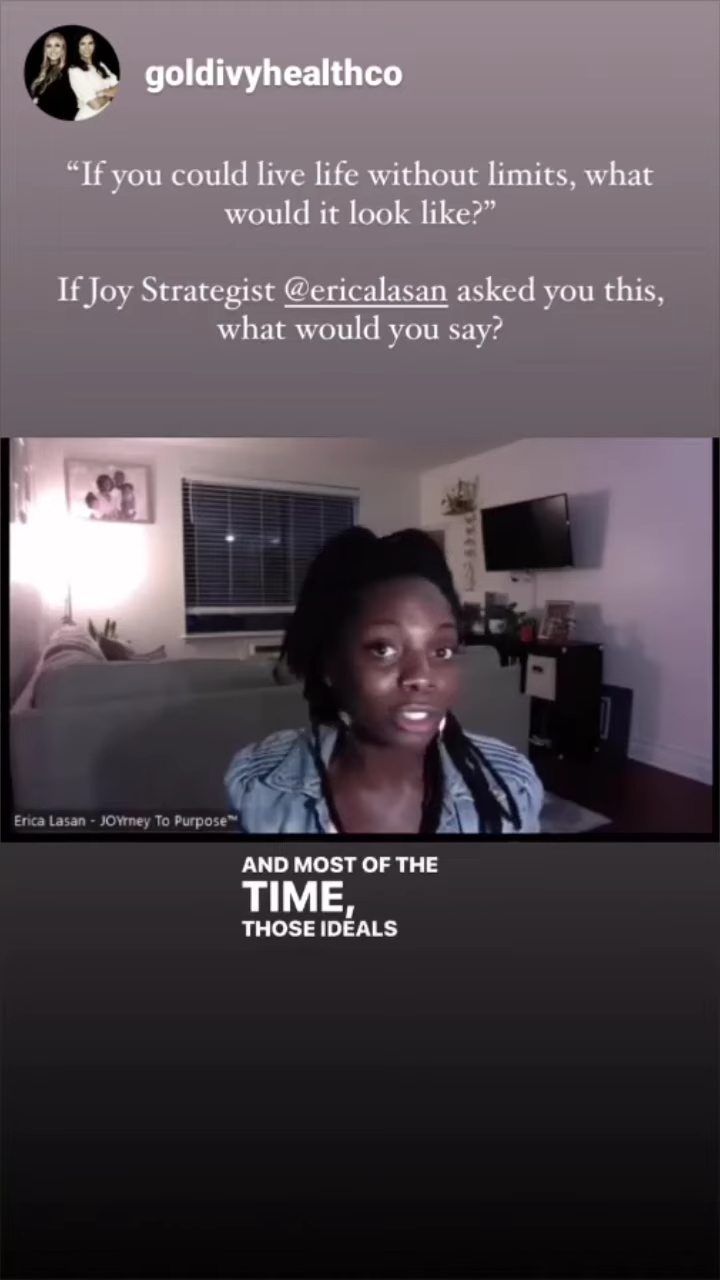 goldivyhealthco
“If you could live life without limits, what
would it look like?”
If Joy Strategist @ericalasan asked you this,
what would you say?
Erica Lasan - JOYrney To Purpose™
AND MOST OF THE
TIME,
THOSE IDEALS